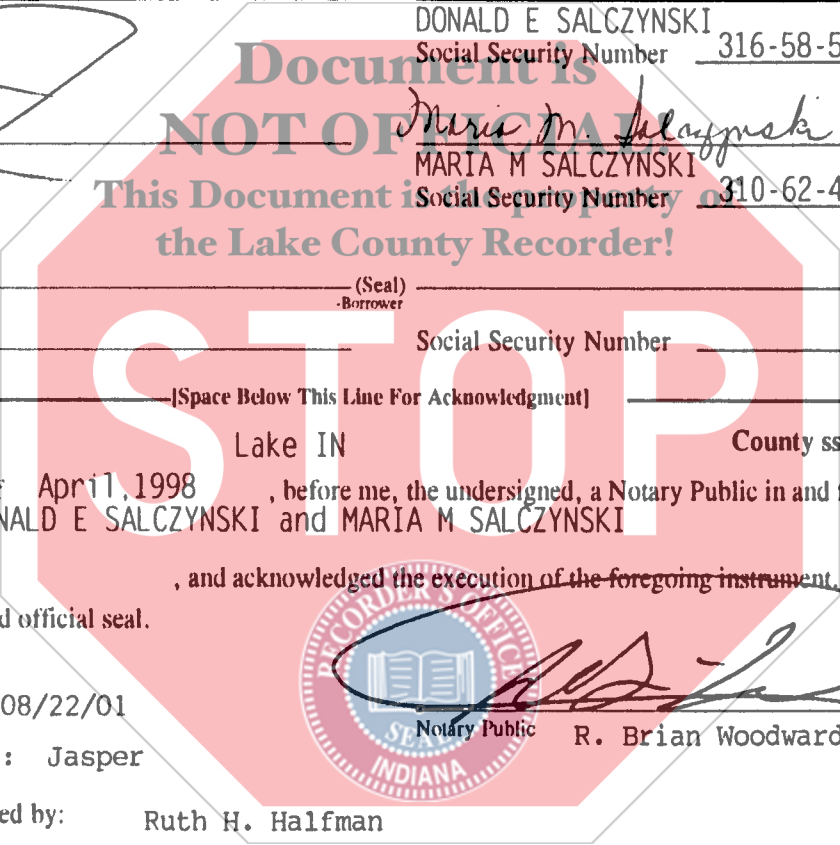 DONALD E SALCZYNSKI
Social Security Number 316-58-5
Document is
NOT OFFICIAL!
This Document is the property of
the Lake County Recorder!
Maria M. Salczynski
MARIA M SALCZYNSKI
Social Security Number 310-62-4
(Seal)
-Borrower
Social Security Number
STOP
[Space Below This Line For Acknowledgment]
Lake IN County ss
April,1998 , before me, the undersigned, a Notary Public in and
NALD E SALCZYNSKI and MARIA M SALCZYNSKI
, and acknowledged the execution of the foregoing instrument.
d official seal.
RECORDER'S OFFICE
SEAL
INDIANA
08/22/01
Notary Public R. Brian Woodward
: Jasper
ed by: Ruth H. Halfman